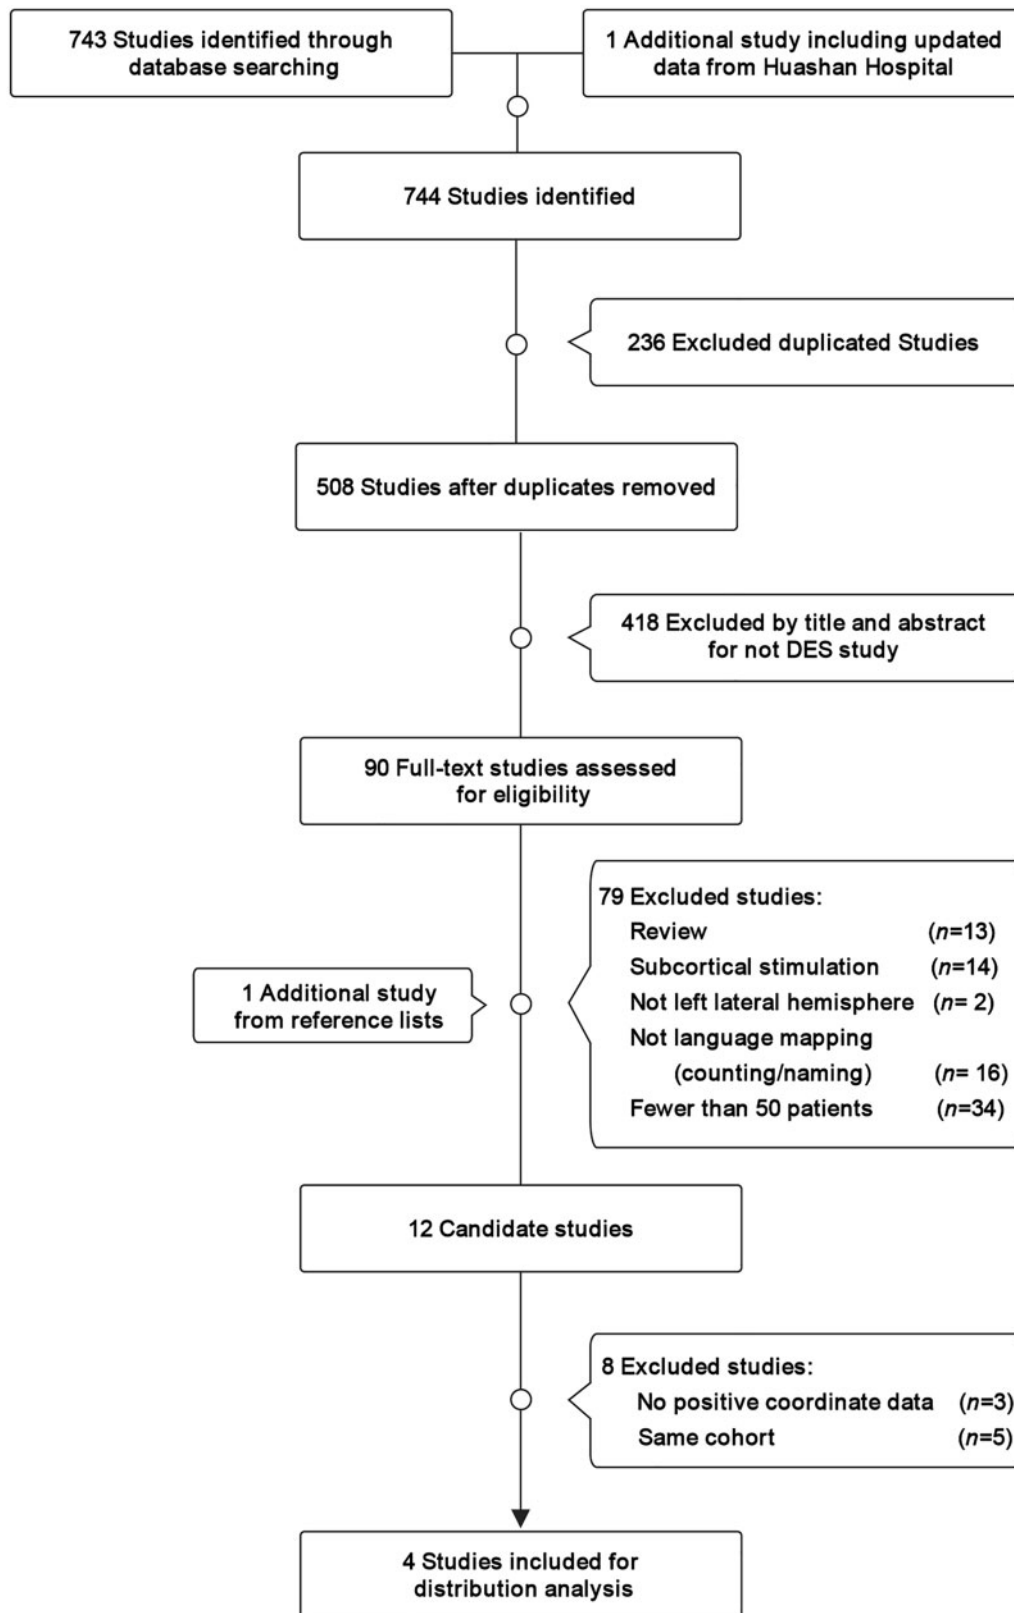 743 Studies identified through
database searching
1 Additional study including updated
data from Huashan Hospital
744 Studies identified
236 Excluded duplicated Studies
508 Studies after duplicates removed
418 Excluded by title and abstract
for not DES study
90 Full-text studies assessed
for eligibility
79 Excluded studies:
Review (n=13)
Subcortical stimulation (n=14)
Not left lateral hemisphere (n= 2)
Not language mapping
(counting/naming) (n= 16)
Fewer than 50 patients (n=34)
1 Additional study
from reference lists
12 Candidate studies
8 Excluded studies:
No positive coordinate data (n=3)
Same cohort (n=5)
4 Studies included for
distribution analysis